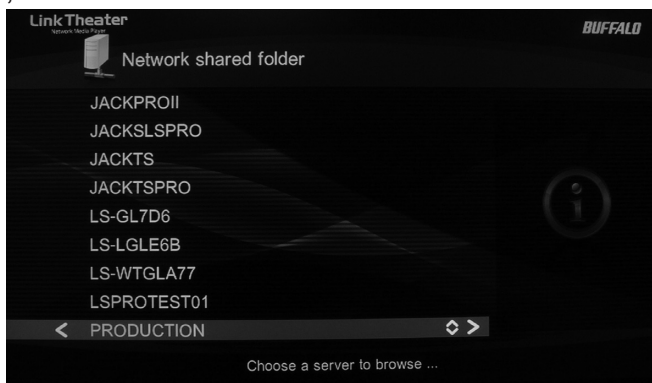 LinkTheater
Network Media Player
BUFFALO
Network shared folder
JACKPROII
JACKSLSPRO
JACKTS
JACKTSPRO
LS-GL7D6
LS-LGLE6B
LS-WTGLA77
LSPROTEST01
PRODUCTION
Choose a server to browse ...